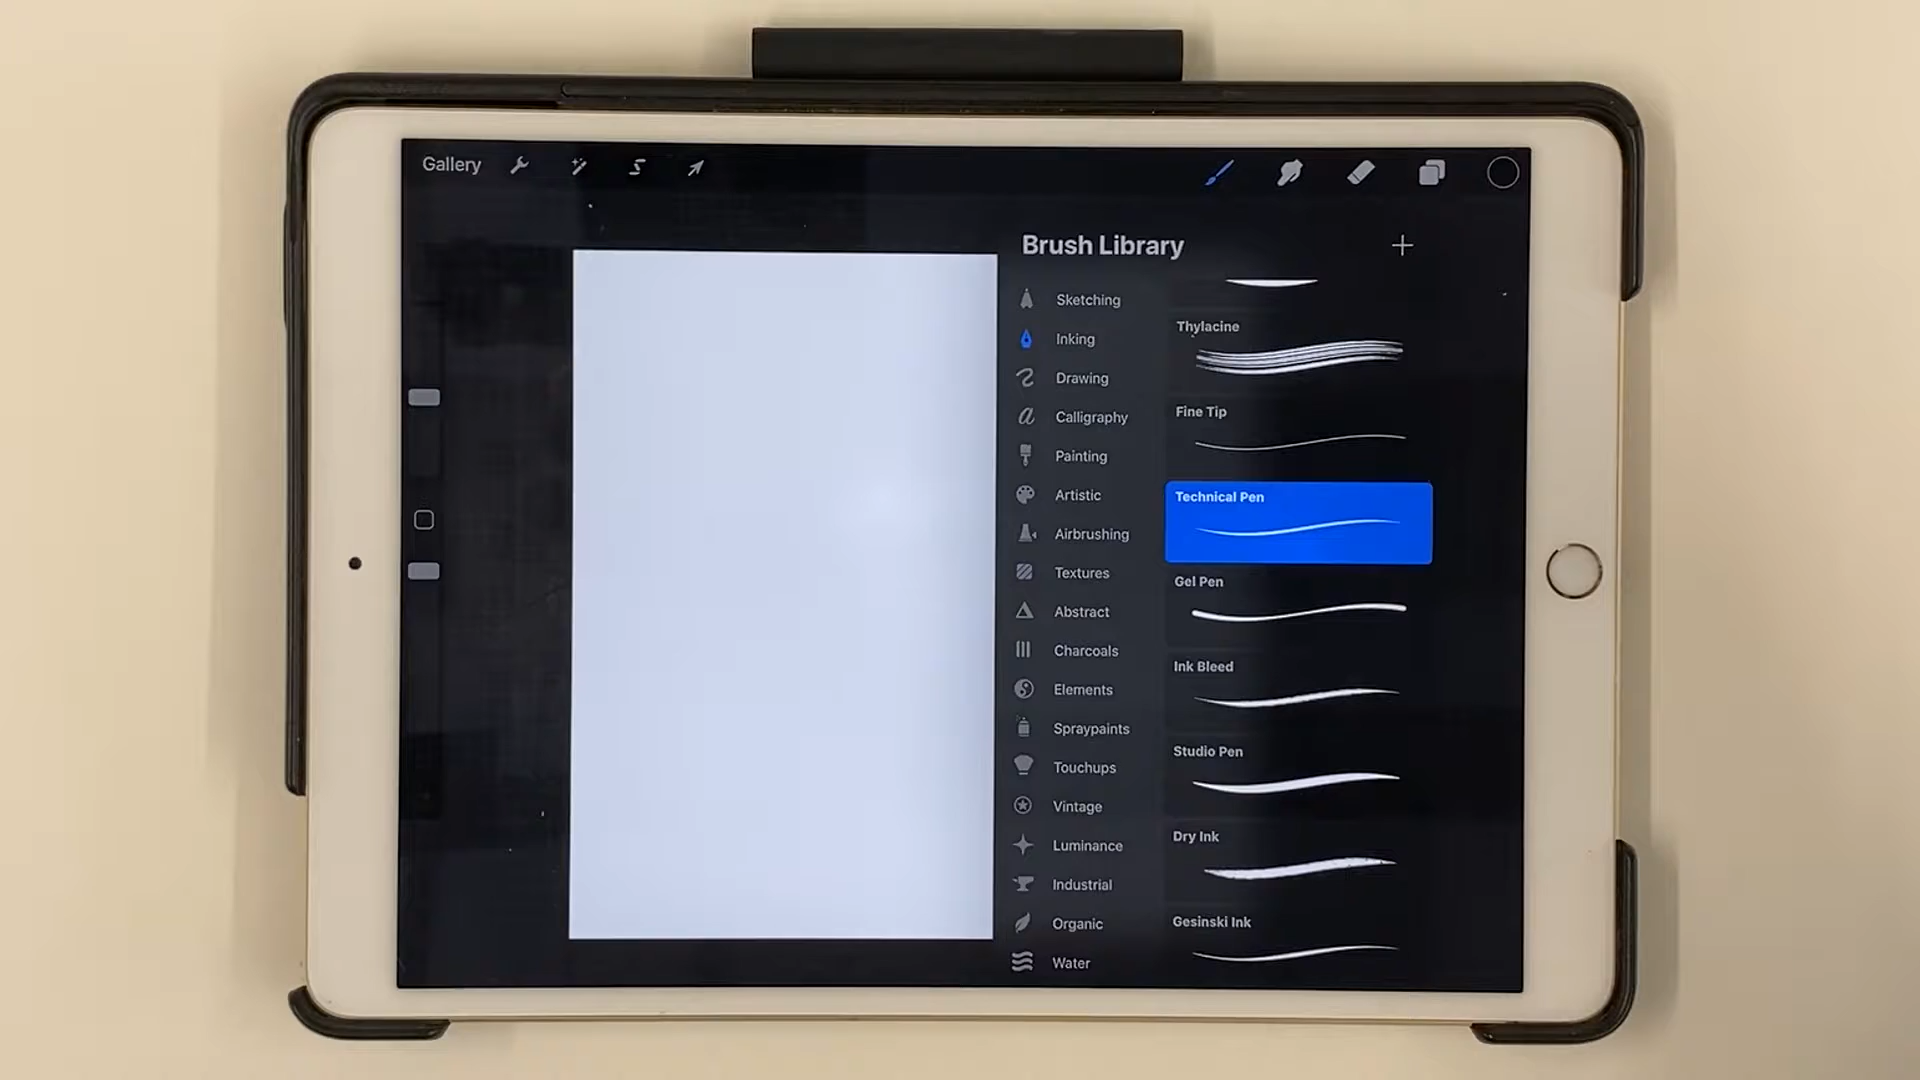 Gallery
Brush Library
Sketching
Inking
Drawing
Calligraphy
Painting
Artistic
Airbrushing
Textures
Abstract
Charcoals
Elements
Spraypaints
Touchups
Vintage
Luminance
Industrial
Organic
Water
Thylacine
Fine Tip
Technical Pen
Gel Pen
Ink Bleed
Studio Pen
Dry Ink
Gesinski Ink